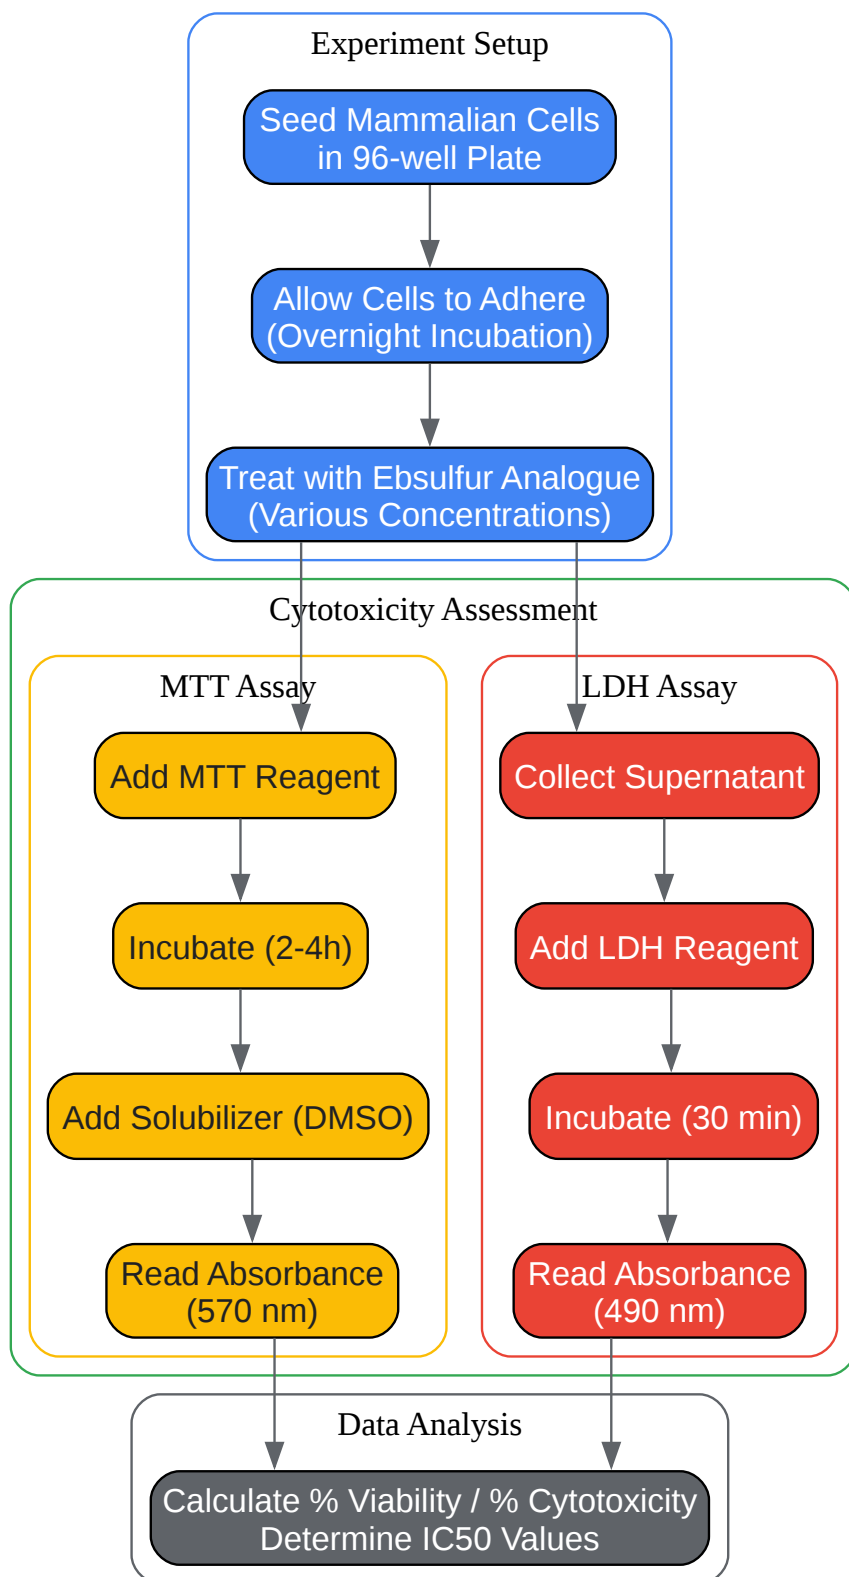 Experiment Setup
Seed Mammalian Cells
in 96-well Plate
Allow Cells to Adhere
(Overnight Incubation)
Treat with Ebsulfur Analogue
(Various Concentrations)
Cytotoxicity Assessment
MTT Assay
Add MTT Reagent
Incubate (2-4h)
Add Solubilizer (DMSO)
Read Absorbance
(570 nm)
LDH Assay
Collect Supernatant
Add LDH Reagent
Incubate (30 min)
Read Absorbance
(490 nm)
Data Analysis
Calculate % Viability / % Cytotoxicity
Determine IC50 Values